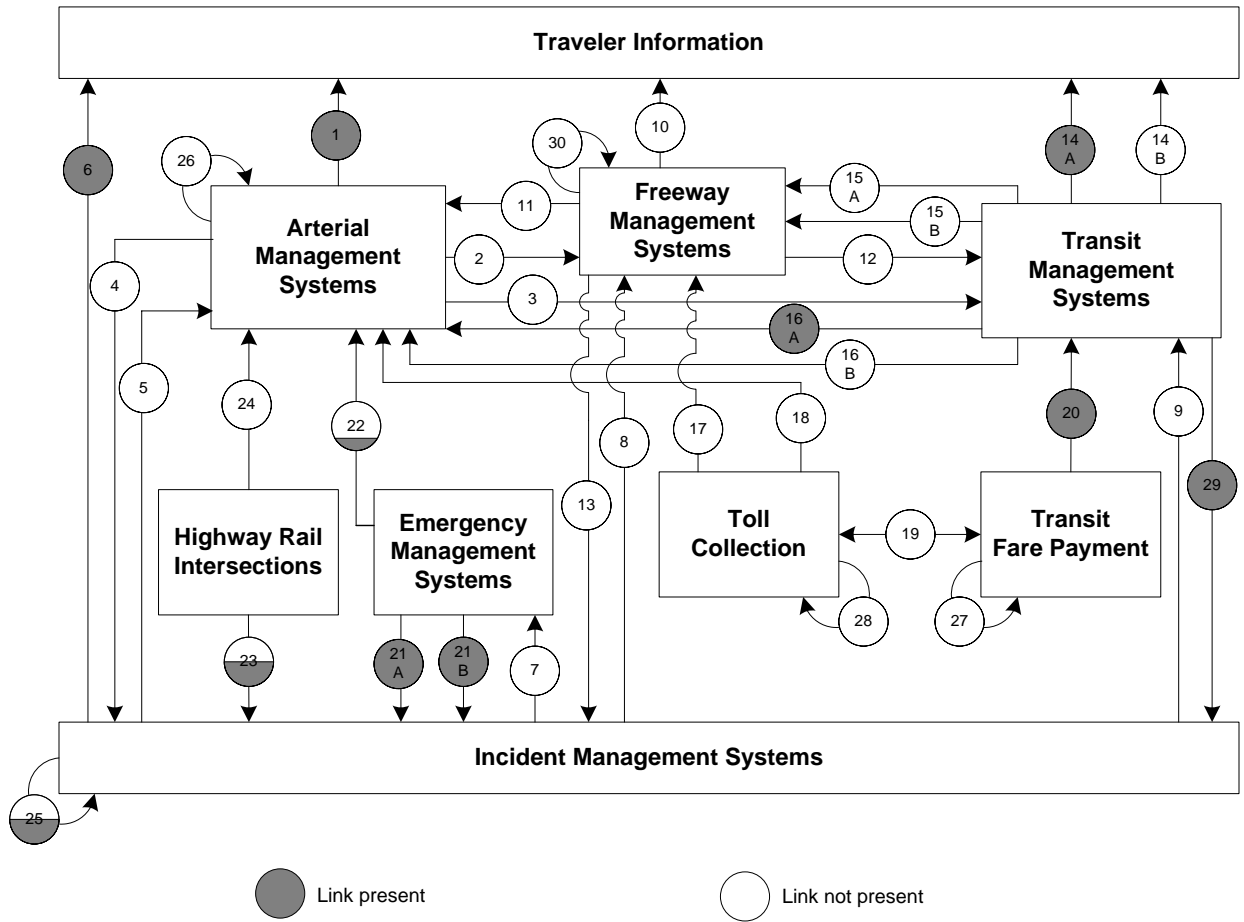 Traveler Information
1
10
14
A
14
B
6
26
30
15
A
11
Freeway
Management
Systems
15
B
Arterial
Management
Systems
Transit
Management
Systems
2
12
4
3
16
A
5
16
B
24
22
18
20
9
17
8
29
13
Highway Rail
Intersections
Emergency
Management
Systems
Toll
Collection
19
Transit
Fare Payment
28
27
23
21
A
21
B
7
Incident Management Systems
25
Link present
Link not present